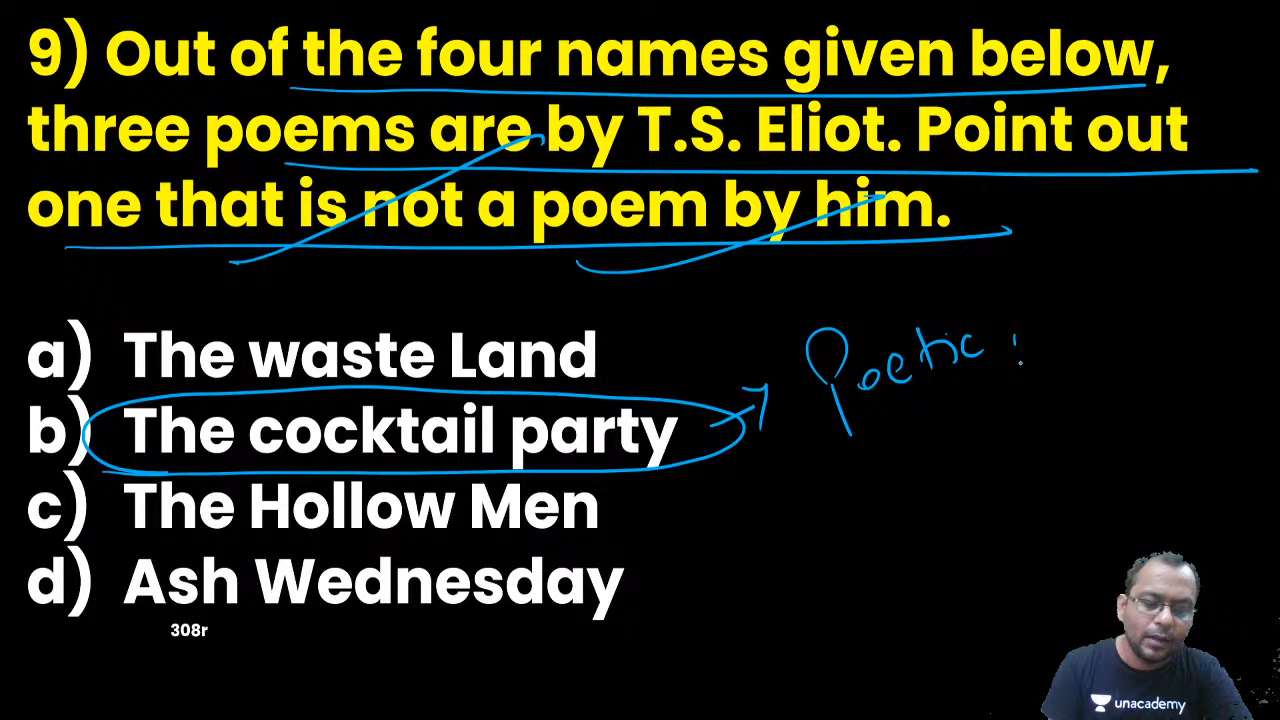 9) Out of the four names given below,
three poems are by T.S. Eliot. Point out
one that is not a poem by him.
a) The waste Land
b) The cocktail party
Poetic
c) The Hollow Men
d) Ash Wednesday
308r
unacademy